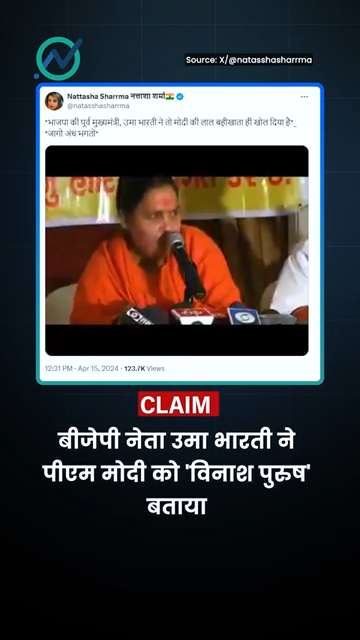 Source: X/@natasshasharrma
Nattasha Sharrma नत्ताशा शर्मा🇮🇳
@natasshasharrma
"भाजपा की पूर्व मुख्यमंत्री, उमा भारती ने तो मोदी की लाल बहीखाता ही खोल दिया है"_
"जागो अंध भगतो"
12:31 PM · Apr 15, 2024 · 123.7K Views
CLAIM
बीजेपी नेता उमा भारती ने
पीएम मोदी को 'विनाश पुरुष'
बताया